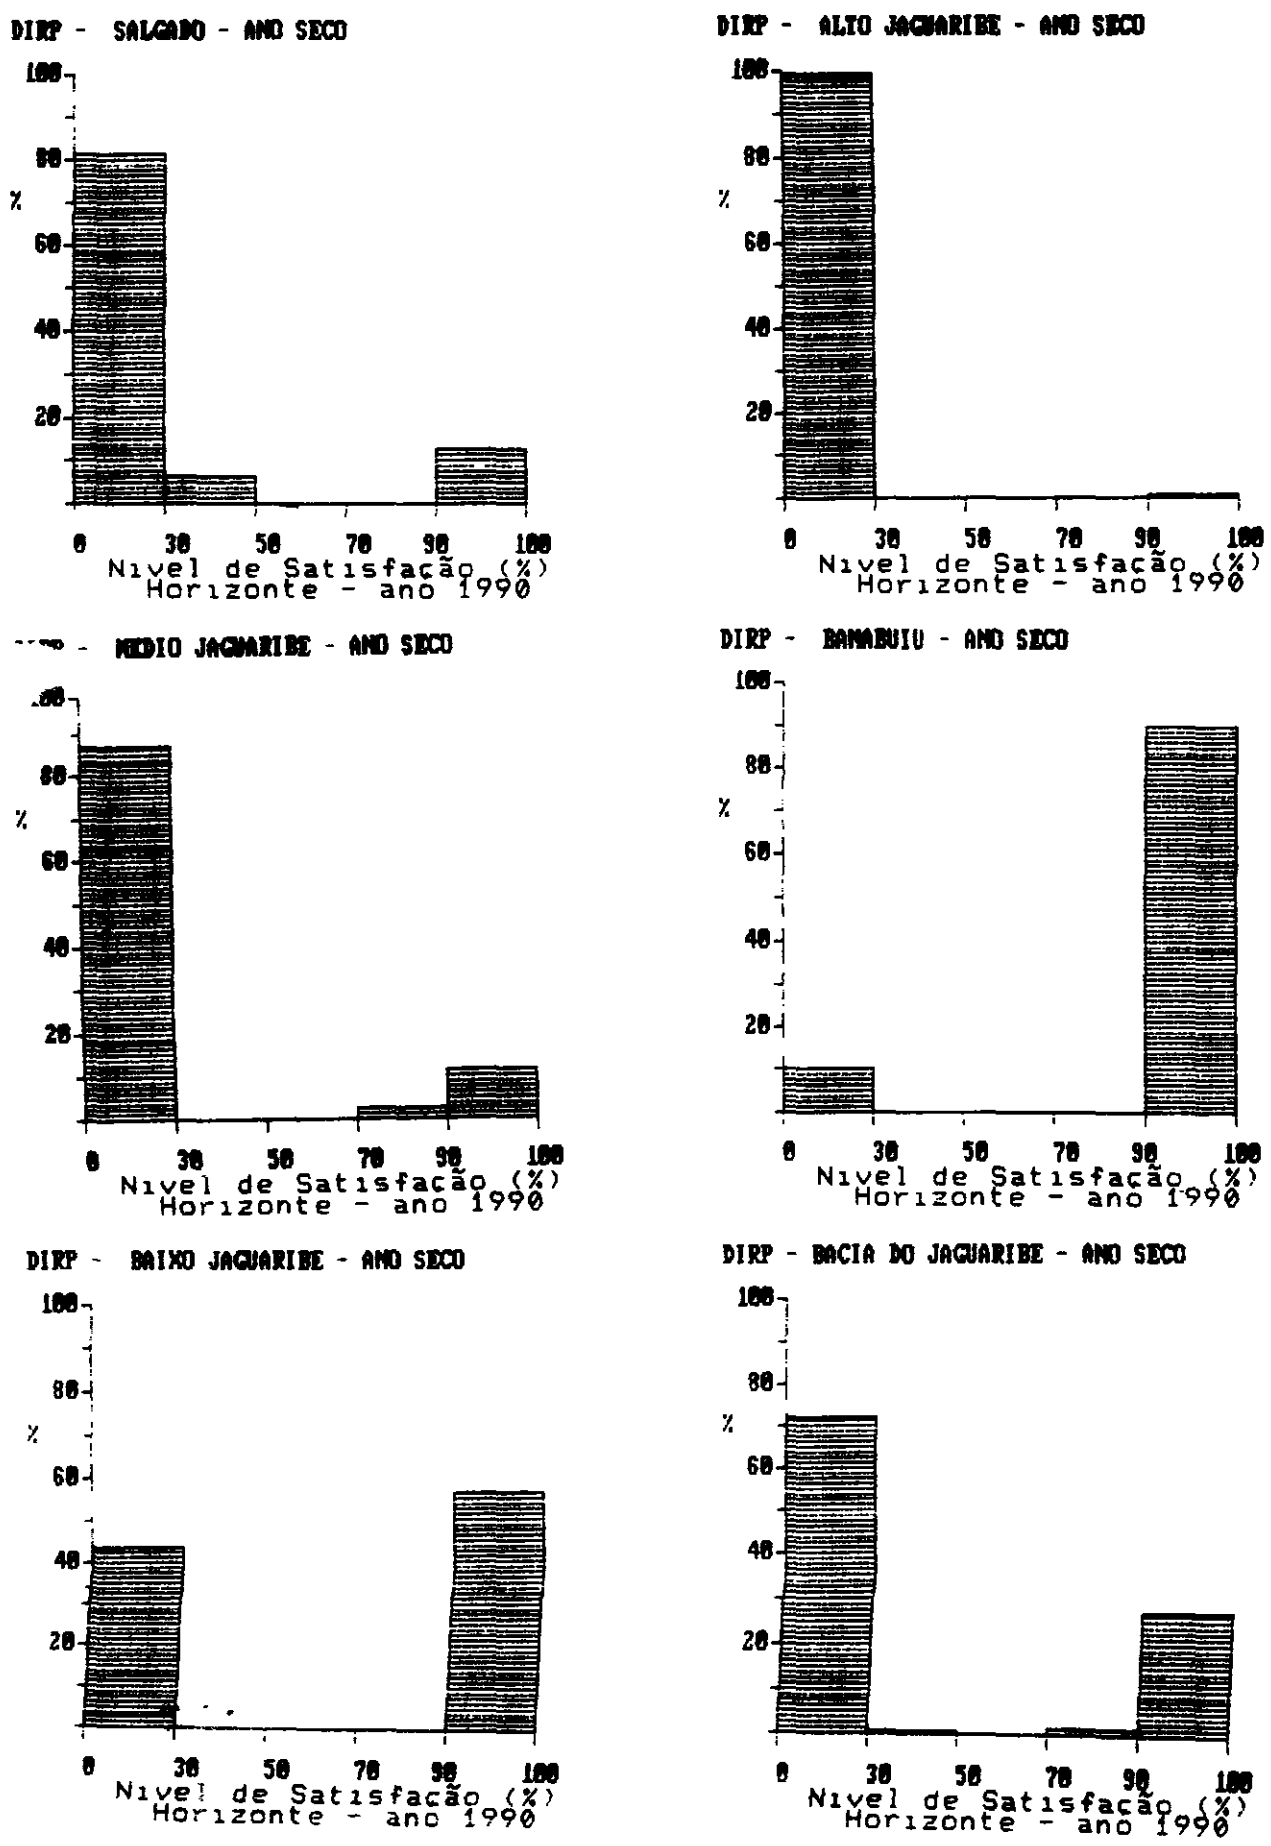 DIRP - SALGADO - ANO SECO
100
80
%
60
40
20
0 30 50 70 90 100
Nivel de Satisfação (%)
Horizonte - ano 1990
DIRP - ALTO JAGUARIBE - ANO SECO
100
80
%
60
40
20
0 30 50 70 90 100
Nivel de Satisfação (%)
Horizonte - ano 1990
- MEDIO JAGUARIBE - ANO SECO
80
%
60
40
20
0 30 50 70 90 100
Nivel de Satisfação (%)
Horizonte - ano 1990
DIRP - BANABUIU - ANO SECO
100
80
%
60
40
20
0 30 50 70 90 100
Nivel de Satisfação (%)
Horizonte - ano 1990
DIRP - BAIXO JAGUARIBE - ANO SECO
100
80
%
60
40
20
0 30 50 70 90 100
Nivel de Satisfação (%)
Horizonte - ano 1990
DIRP - BACIA DO JAGUARIBE - ANO SECO
100
80
%
60
40
20
0 30 50 70 90 100
Nivel de Satisfação (%)
Horizonte - ano 1990